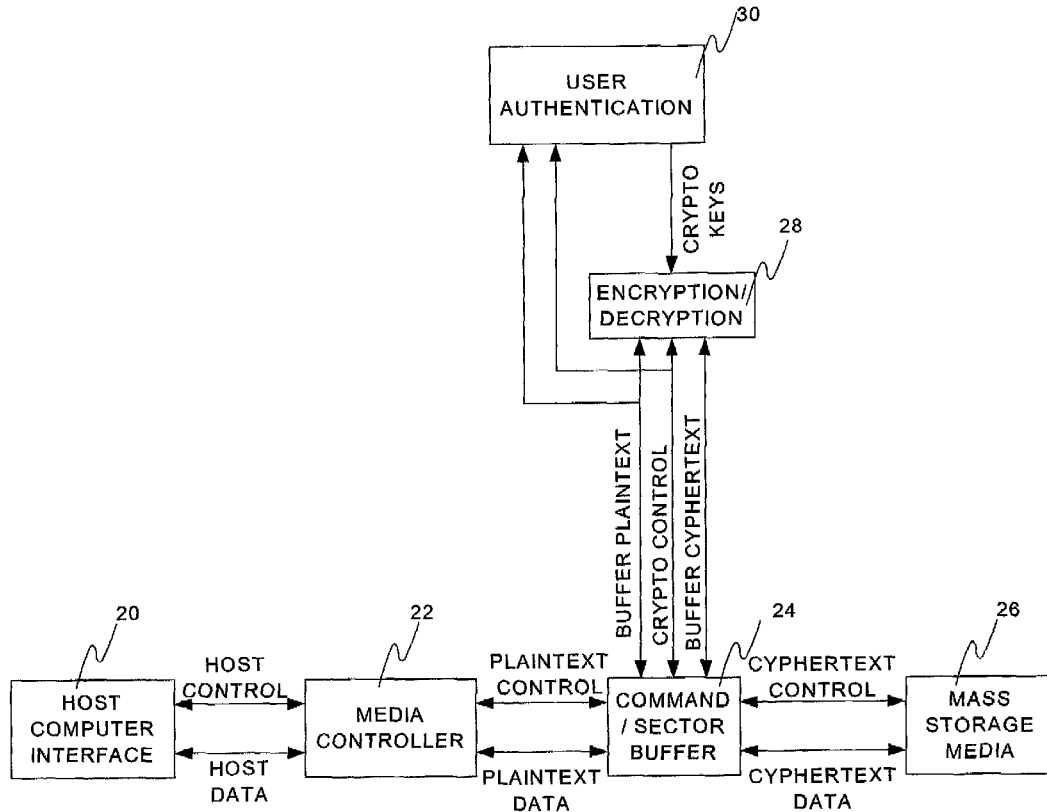 30
USER
AUTHENTICATION
CRYPTO
KEYS
28
ENCRYPTION/
DECRYPTION
BUFFER PLAINTEXT
CRYPTO CONTROL
BUFFER CYPHERTEXT
20
22
24
26
HOST
COMPUTER
INTERFACE
HOST
CONTROL
HOST
DATA
MEDIA
CONTROLLER
PLAINTEXT
CONTROL
PLAINTEXT
DATA
COMMAND
/ SECTOR
BUFFER
CYPHERTEXT
CONTROL
CYPHERTEXT
DATA
MASS
STORAGE
MEDIA